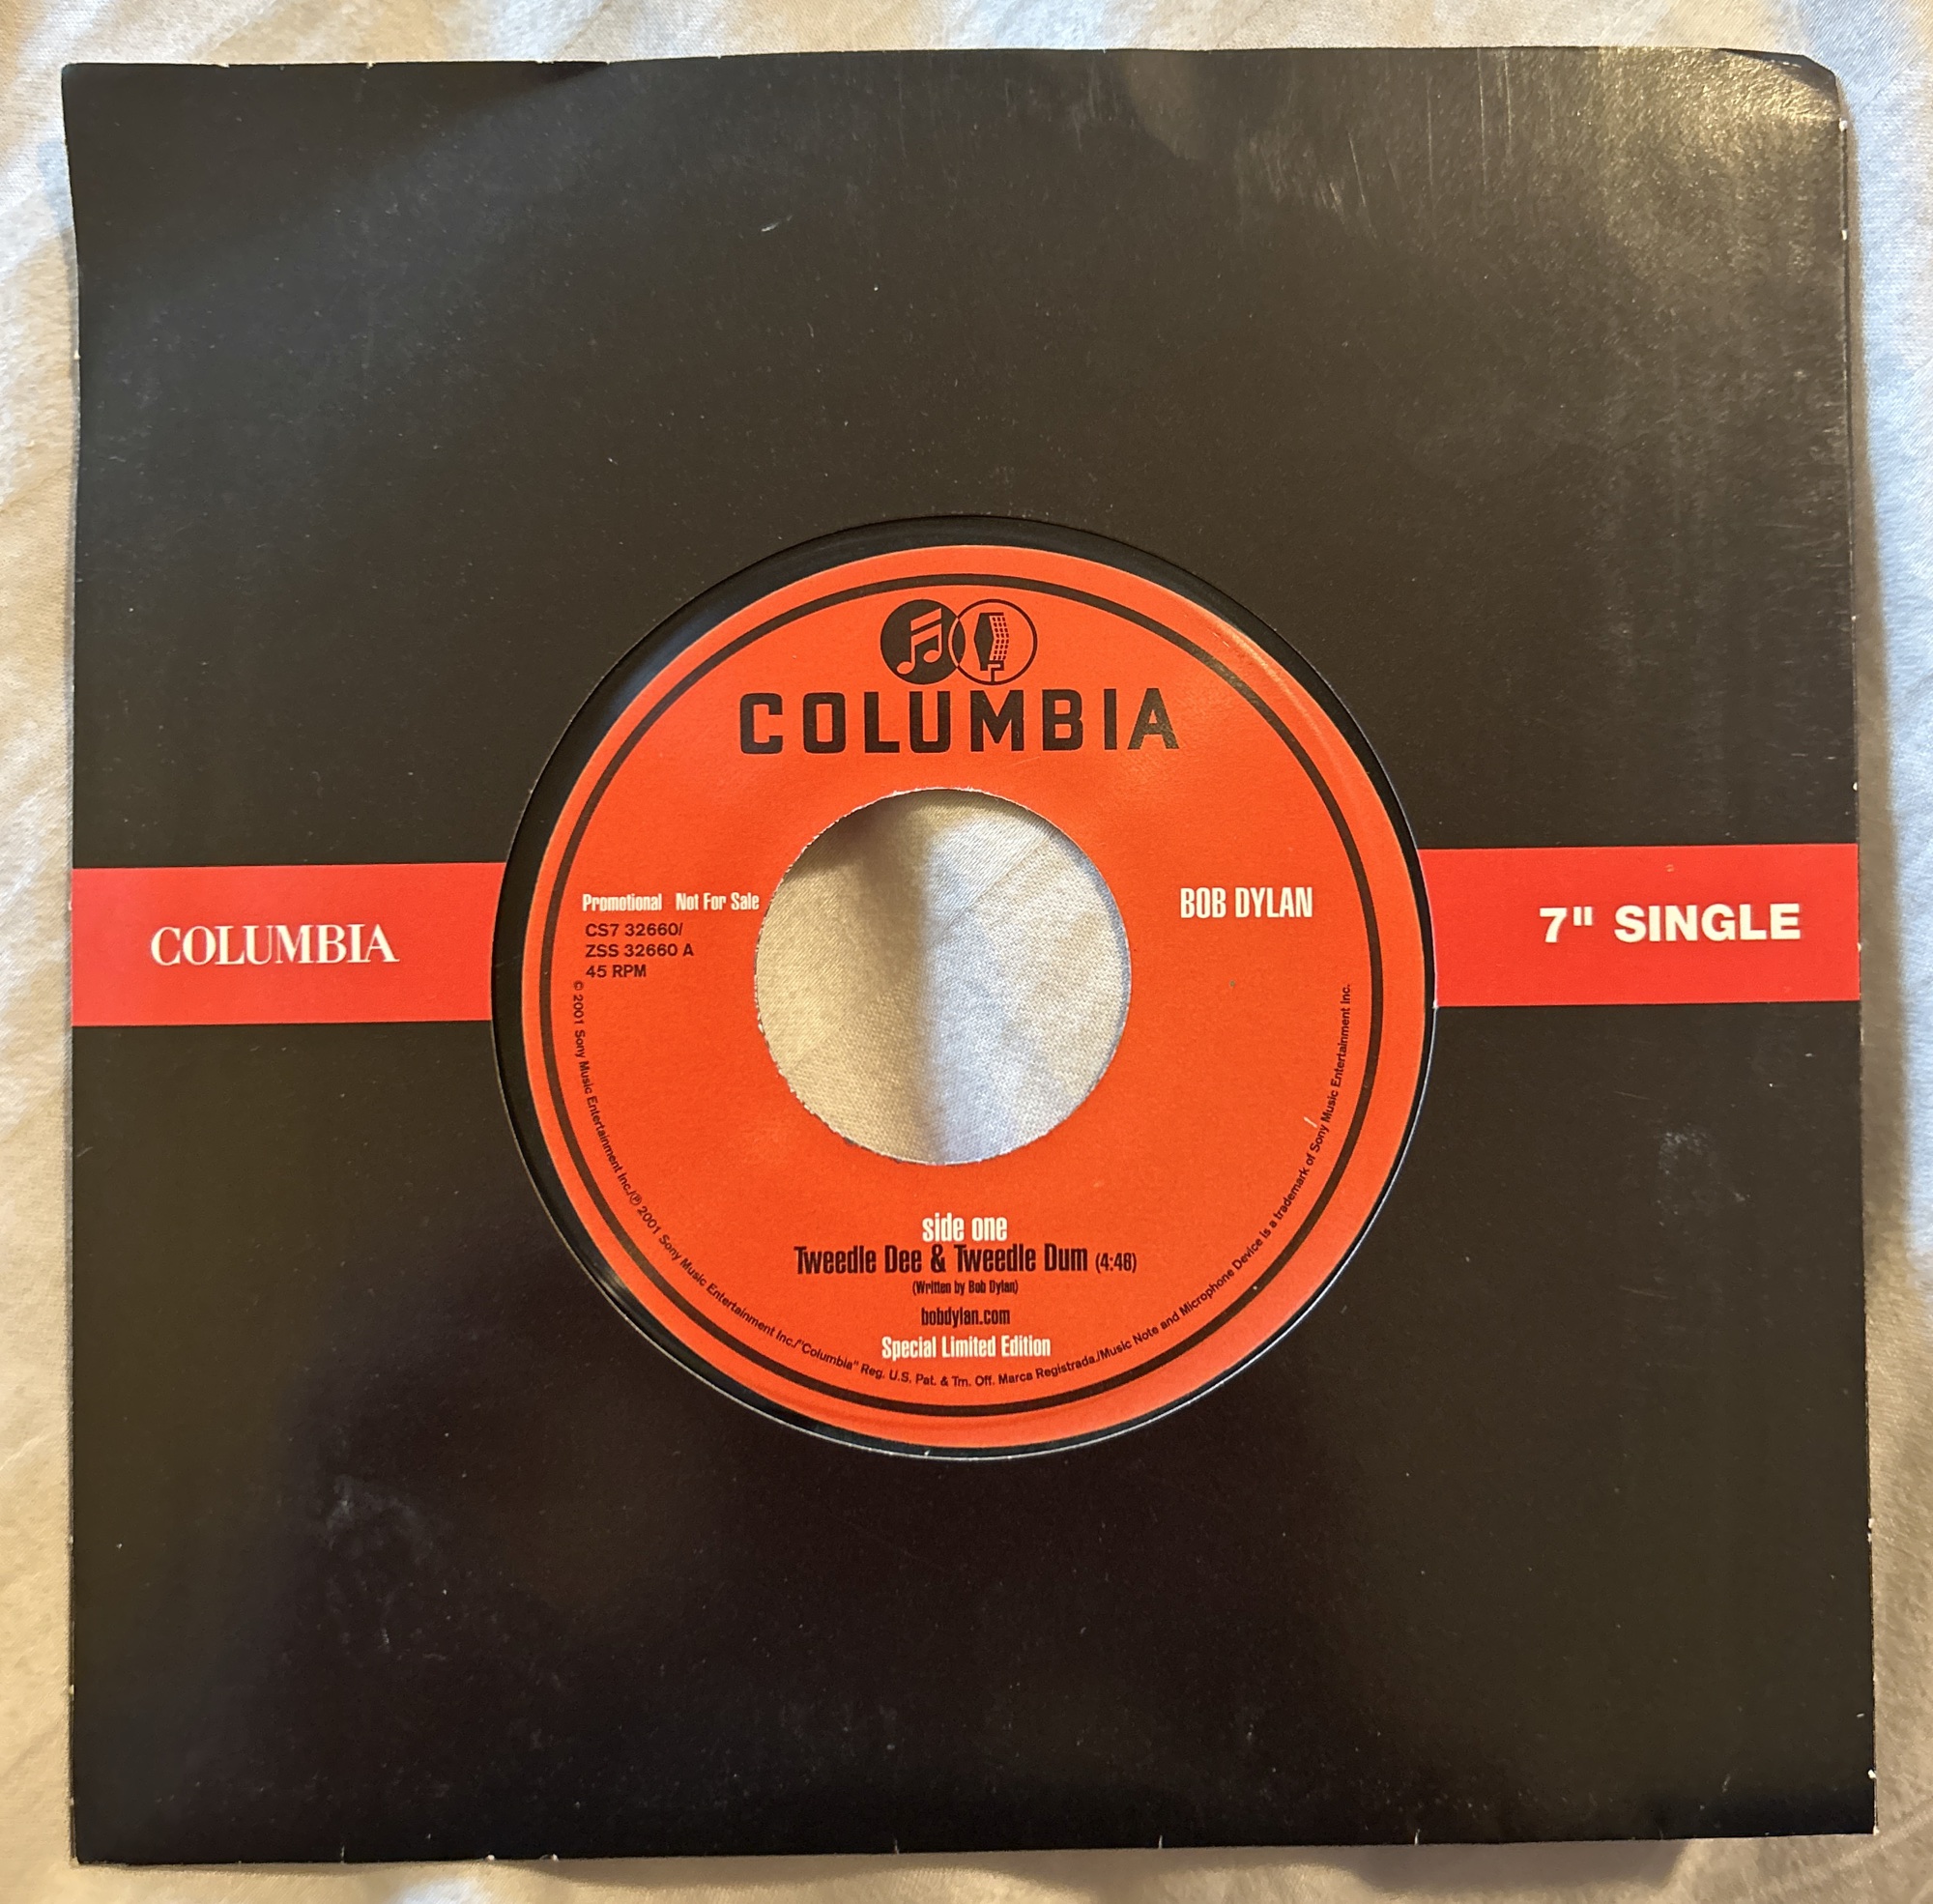 COLUMBIA
COLUMBIA
7" SINGLE
Promotional Not For Sale
CS7 32660/
ZSS 32660 A
45 RPM
BOB DYLAN
side one
Tweedle Dee & Tweedle Dum (4:46)
(Written by Bob Dylan)
bobdylan.com
Special Limited Edition
© 2001 Sony Music Entertainment Inc./℗ 2001 Sony Music Entertainment Inc./"Columbia" Reg. U.S. Pat. & Tm. Off. Marca Registrada./Music Note and Microphone Device is a trademark of Sony Music Entertainment Inc.